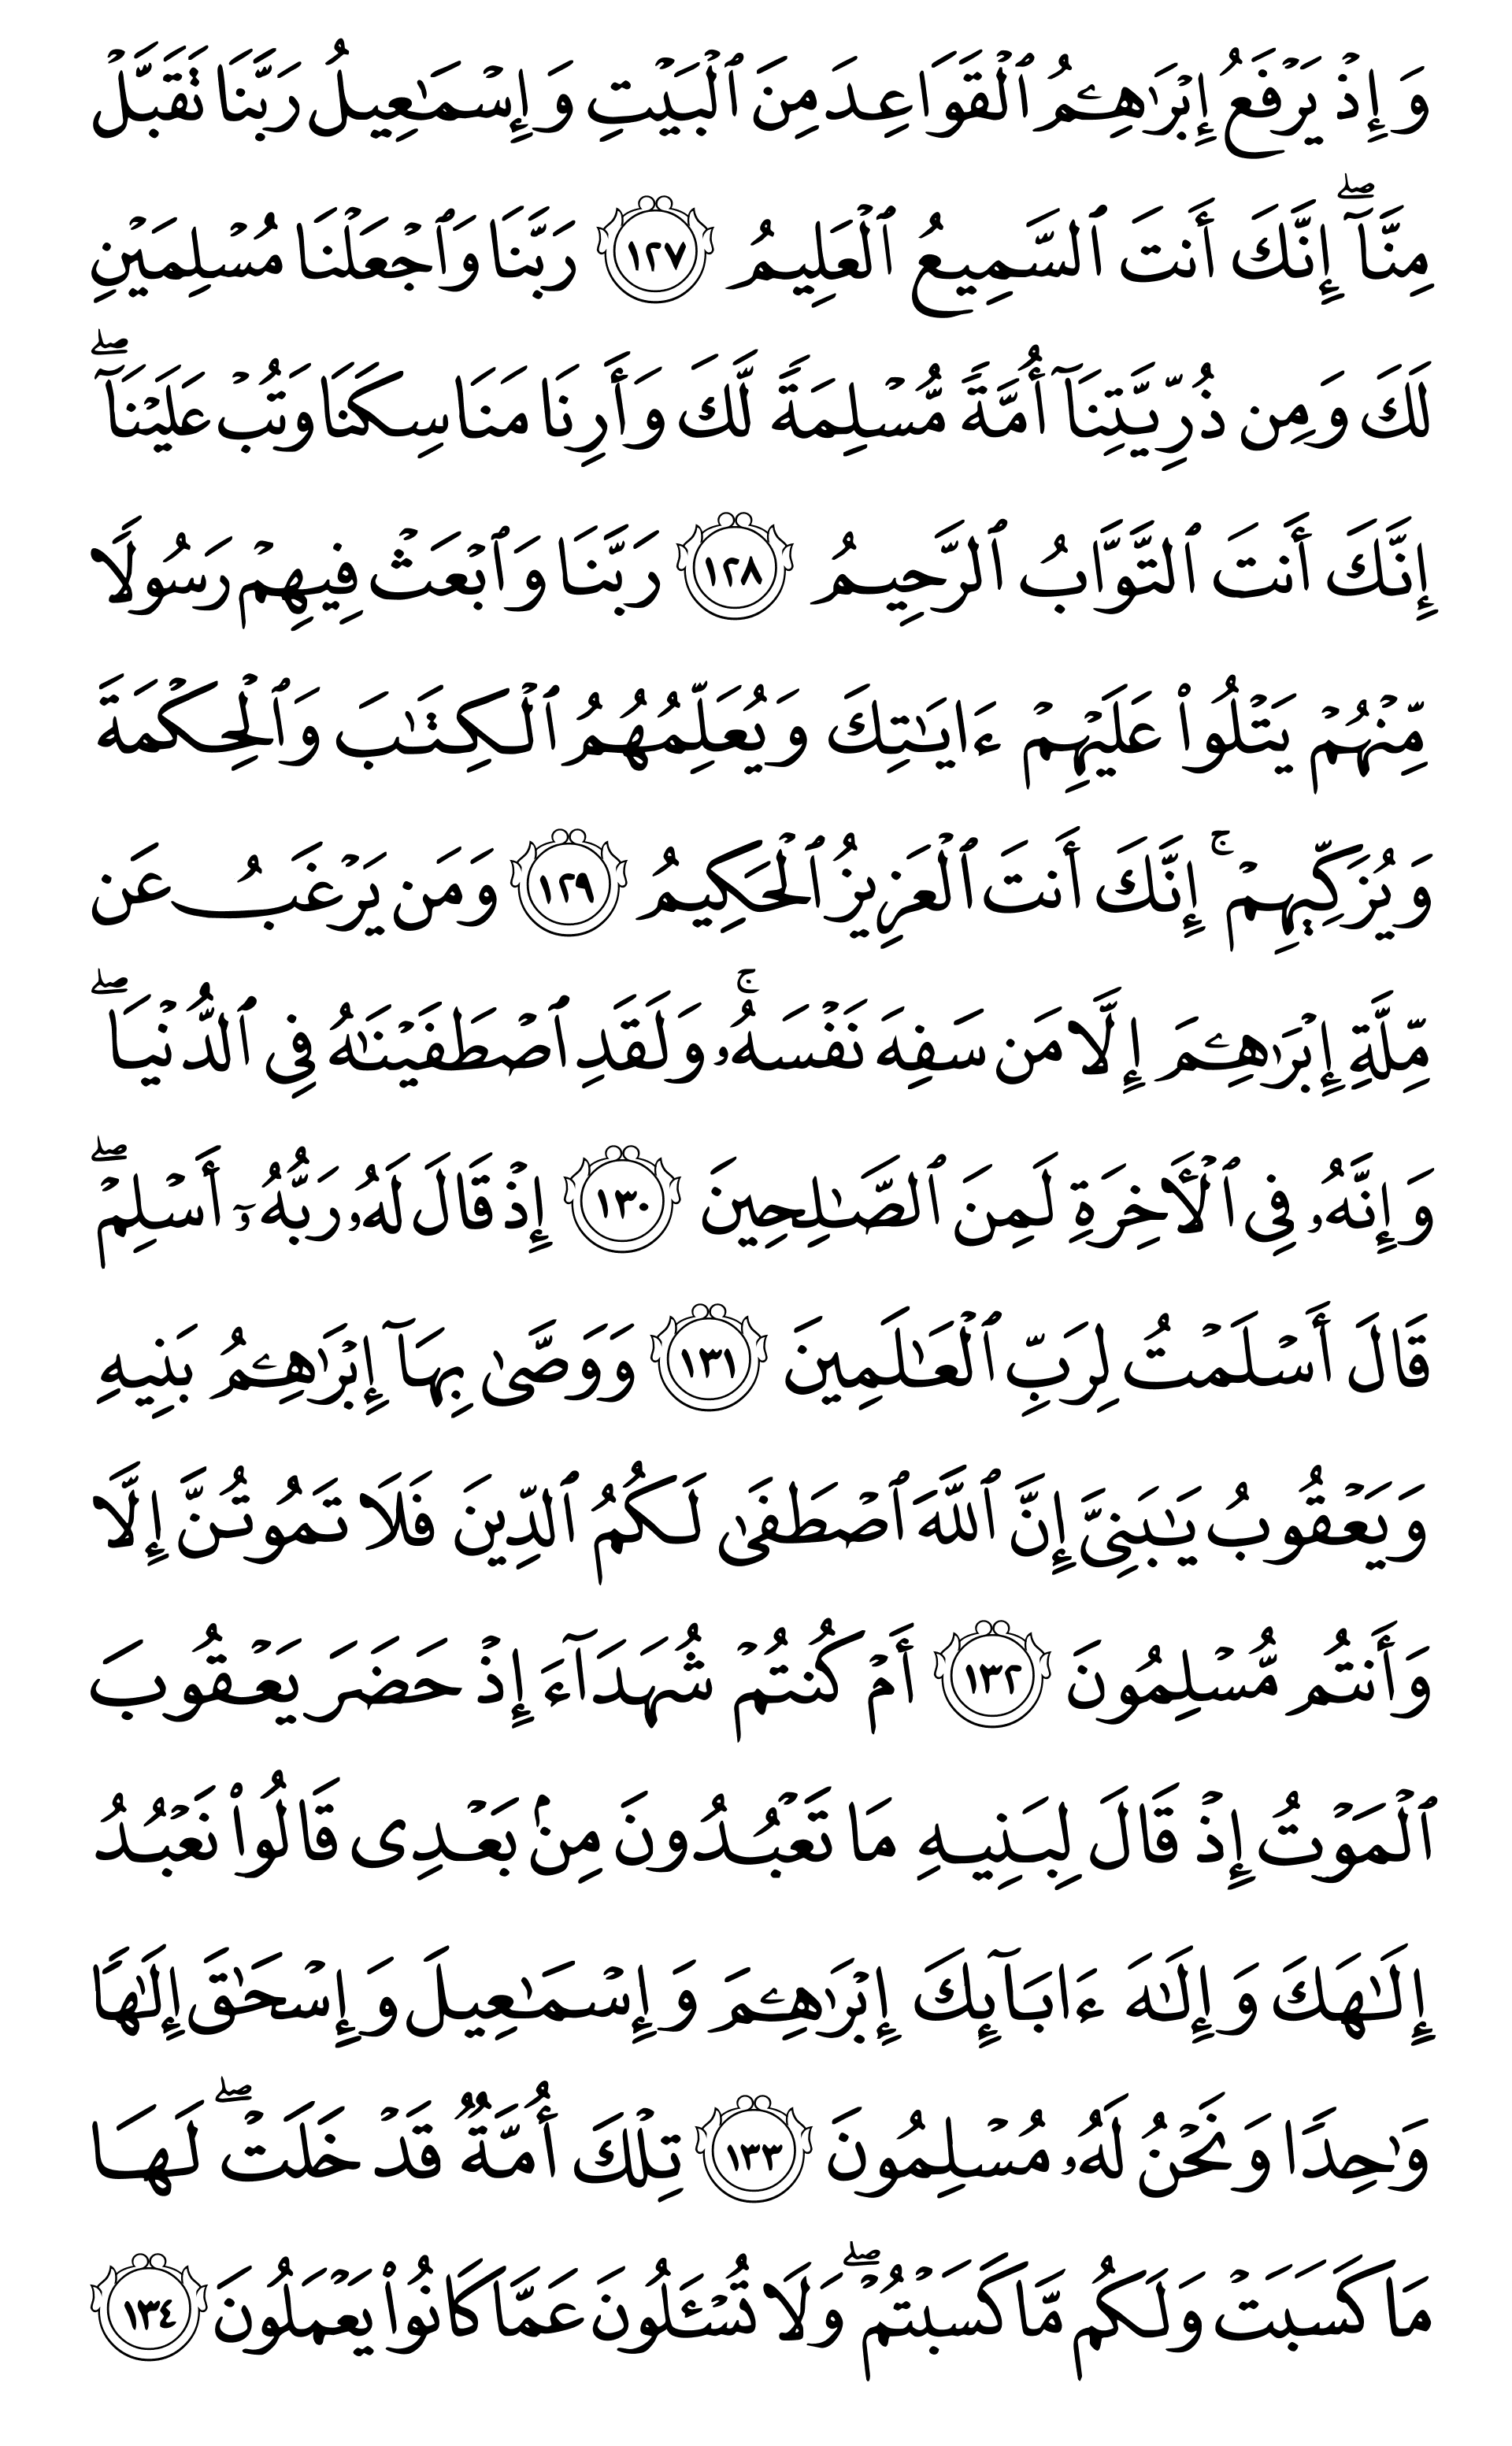 وَإِذۡ يَرۡفَعُ إِبۡرَٰهِـۧمُ ٱلۡقَوَاعِدَ مِنَ ٱلۡبَيۡتِ وَإِسۡمَٰعِيلُ رَبَّنَا تَقَبَّلۡ
مِنَّآۖ إِنَّكَ أَنتَ ٱلسَّمِيعُ ٱلۡعَلِيمُ ١٢٧ رَبَّنَا وَٱجۡعَلۡنَا مُسۡلِمَيۡنِ
لَكَ وَمِن ذُرِّيَّتِنَآ أُمَّةٗ مُّسۡلِمَةٗ لَّكَ وَأَرِنَا مَنَاسِكَنَا وَتُبۡ عَلَيۡنَآۖ
إِنَّكَ أَنتَ ٱلتَّوَّابُ ٱلرَّحِيمُ ١٢٨ رَبَّنَا وَٱبۡعَثۡ فِيهِمۡ رَسُولٗا
مِّنۡهُمۡ يَتۡلُواْ عَلَيۡهِمۡ ءَايَٰتِكَ وَيُعَلِّمُهُمُ ٱلۡكِتَٰبَ وَٱلۡحِكۡمَةَ
وَيُزَكِّيهِمۡۚ إِنَّكَ أَنتَ ٱلۡعَزِيزُ ٱلۡحَكِيمُ ١٢٩ وَمَن يَرۡغَبُ عَن
مِّلَّةِ إِبۡرَٰهِـۧمَ إِلَّا مَن سَفِهَ نَفۡسَهُۥۚ وَلَقَدِ ٱصۡطَفَيۡنَٰهُ فِي ٱلدُّنۡيَاۖ
وَإِنَّهُۥ فِي ٱلۡأٓخِرَةِ لَمِنَ ٱلصَّٰلِحِينَ ١٣٠ إِذۡ قَالَ لَهُۥ رَبُّهُۥٓ أَسۡلِمۡۖ
قَالَ أَسۡلَمۡتُ لِرَبِّ ٱلۡعَٰلَمِينَ ١٣١ وَوَصَّىٰ بِهَآ إِبۡرَٰهِـۧمُ بَنِيهِ
وَيَعۡقُوبُ يَٰبَنِيَّ إِنَّ ٱللَّهَ ٱصۡطَفَىٰ لَكُمُ ٱلدِّينَ فَلَا تَمُوتُنَّ إِلَّا
وَأَنتُم مُّسۡلِمُونَ ١٣٢ أَمۡ كُنتُمۡ شُهَدَآءَ إِذۡ حَضَرَ يَعۡقُوبَ
ٱلۡمَوۡتُ إِذۡ قَالَ لِبَنِيهِ مَا تَعۡبُدُونَ مِنۢ بَعۡدِي قَالُواْ نَعۡبُدُ
إِلَٰهَكَ وَإِلَٰهَ ءَابَآئِكَ إِبۡرَٰهِـۧمَ وَإِسۡمَٰعِيلَ وَإِسۡحَٰقَ إِلَٰهٗا
وَٰحِدٗا وَنَحۡنُ لَهُۥ مُسۡلِمُونَ ١٣٣ تِلۡكَ أُمَّةٞ قَدۡ خَلَتۡۖ لَهَا
مَا كَسَبَتۡ وَلَكُم مَّا كَسَبۡتُمۡۖ وَلَا تُسۡـَٔلُونَ عَمَّا كَانُواْ يَعۡمَلُونَ ١٣٤